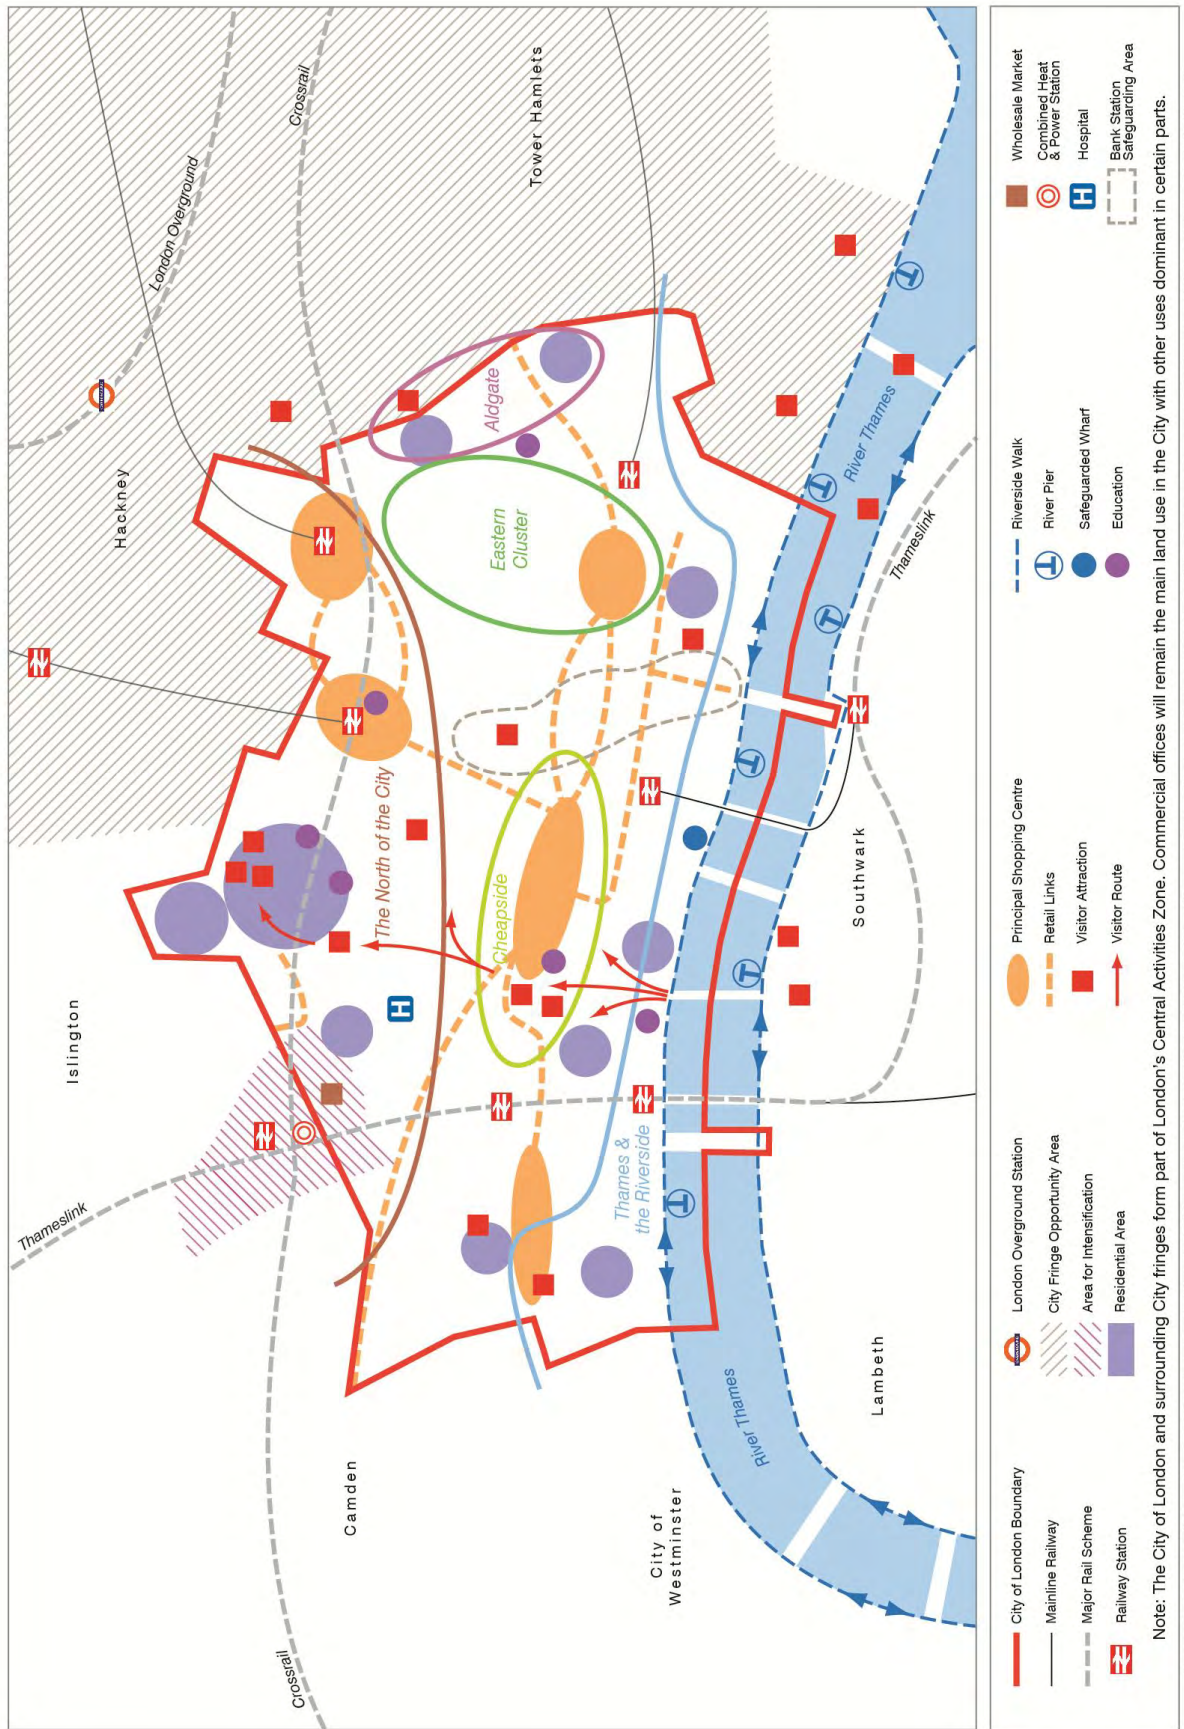 Islington
Hackney
London Overground
Crossrail
Tower Hamlets
Thameslink
The North of the City
Aldgate
Eastern
Cluster
Cheapside
Camden
Crossrail
Thames &
the Riverside
City of
Westminster
River Thames
River Thames
Thameslink
Southwark
Lambeth
H
City of London Boundary
Mainline Railway
Major Rail Scheme
Railway Station
London Overground Station
City Fringe Opportunity Area
Area for Intensification
Residential Area
Principal Shopping Centre
Retail Links
Visitor Attraction
Visitor Route
Riverside Walk
River Pier
Safeguarded Wharf
Education
Wholesale Market
Combined Heat
& Power Station
H
Hospital
Bank Station
Safeguarding Area
Note: The City of London and surrounding City fringes form part of London's Central Activities Zone. Commercial offices will remain the main land use in the City with other uses dominant in certain parts.